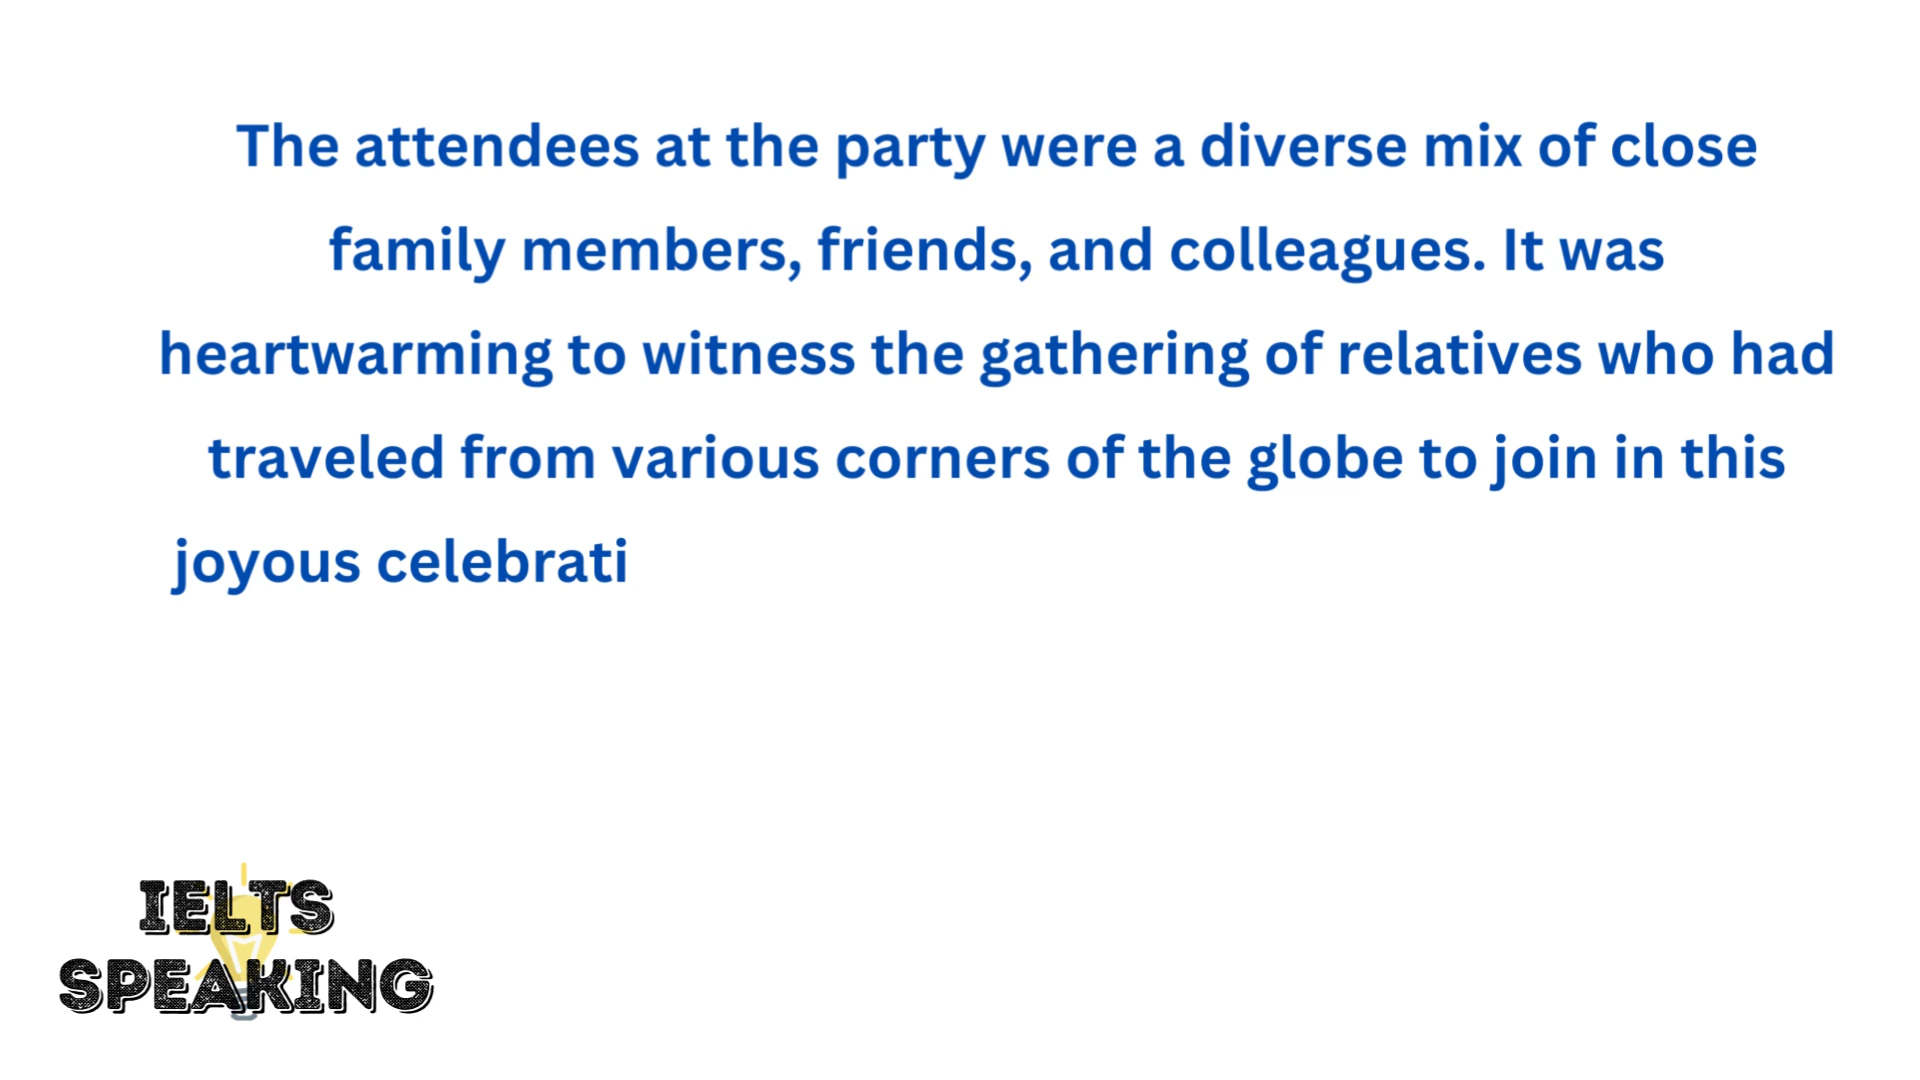 The attendees at the party were a diverse mix of close
family members, friends, and colleagues. It was
heartwarming to witness the gathering of relatives who had
traveled from various corners of the globe to join in this
joyous celebrati
IELTS
SPEAKING